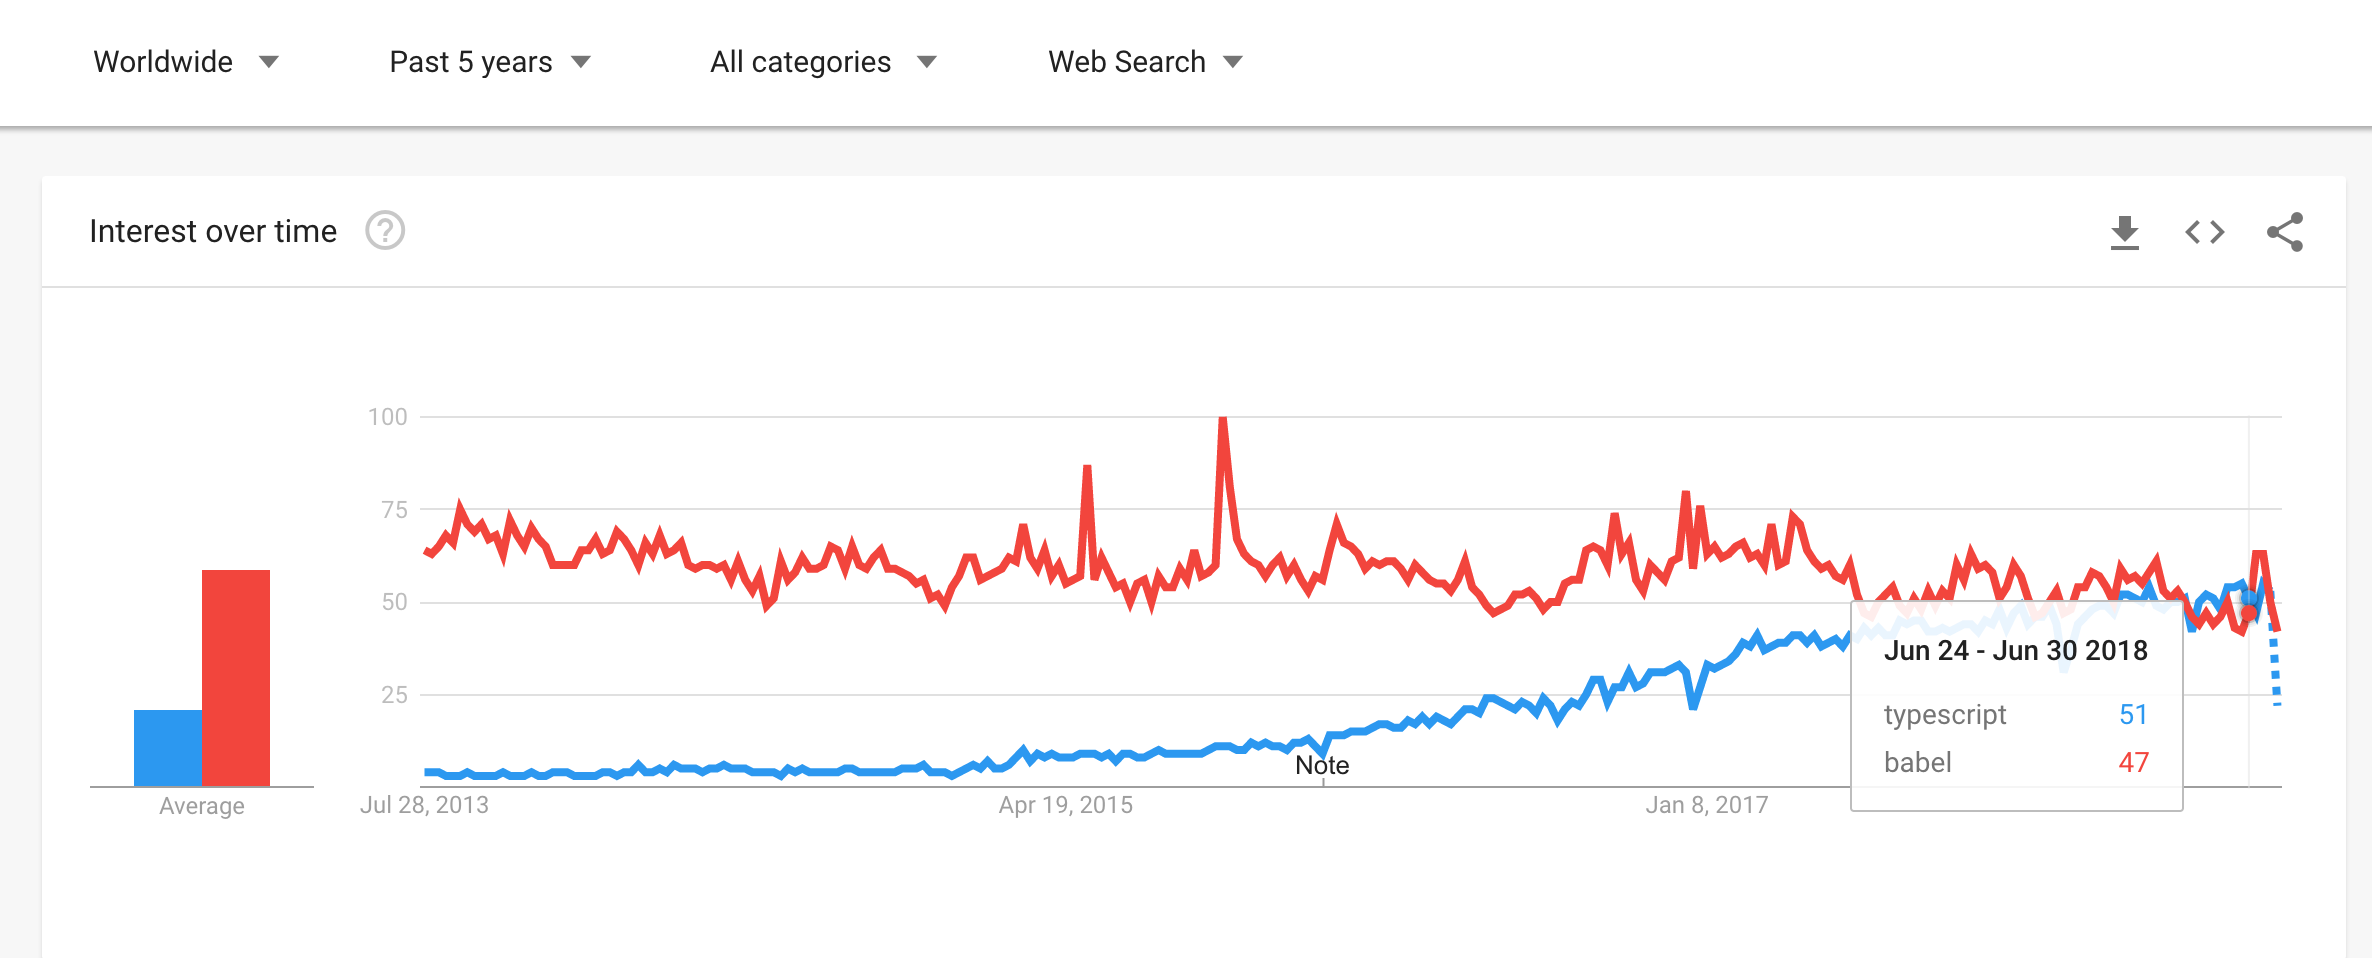 Worldwide Past 5 years All categories Web Search
Interest over time ?
100
75
50
25
Note
Average
Jul 28, 2013 Apr 19, 2015 Jan 8, 2017
Jun 24 - Jun 30 2018
typescript 51
babel 47